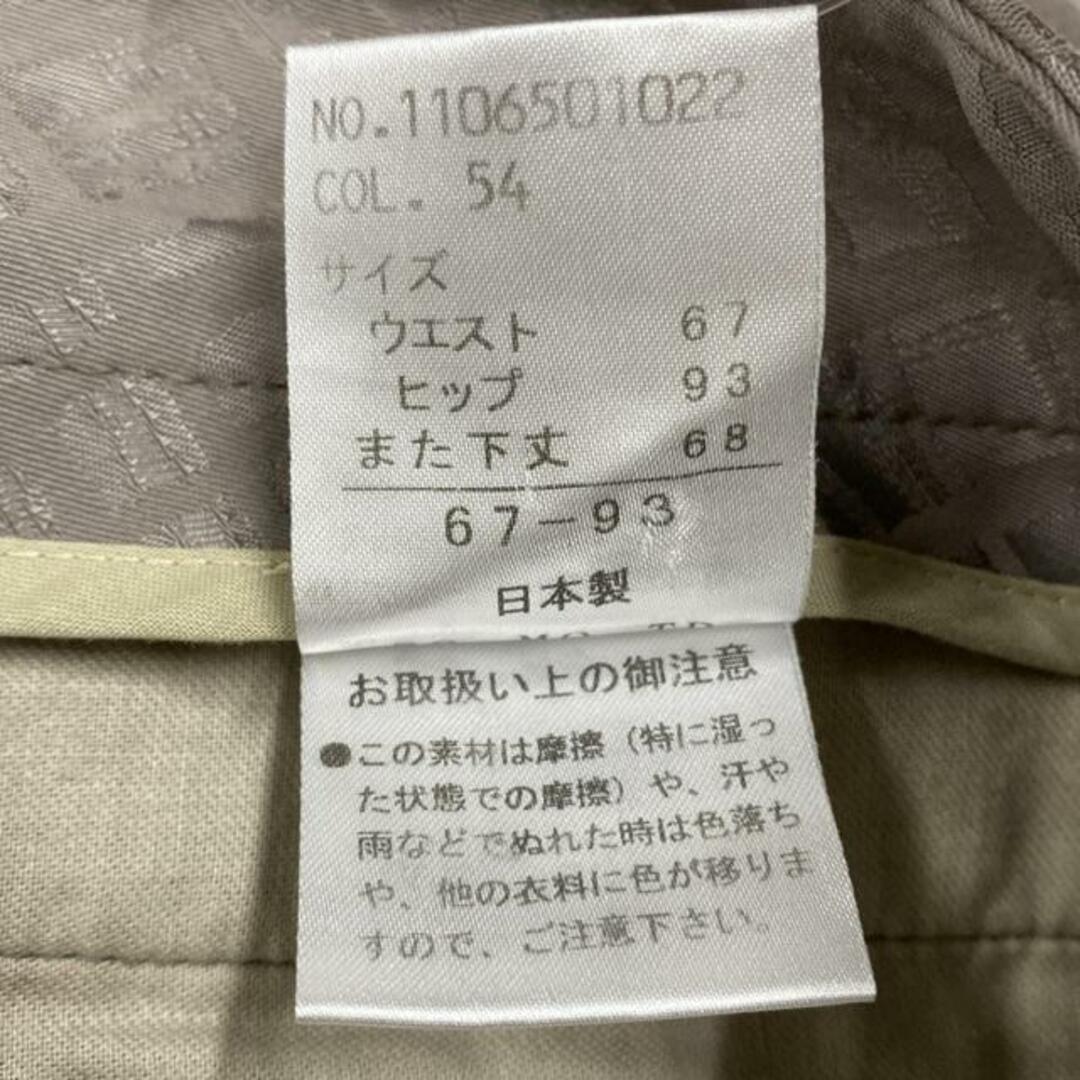 NO.1106501022
COL. 54
サイズ
ウエスト 67
ヒップ 93
また下丈 68
67-93
日本製
お取扱い上の御注意
●この素材は摩擦(特に湿っ
た状態での摩擦)や、汗や
雨などでぬれた時は色落ち
や、他の衣料に色が移りま
すので、ご注意下さい。